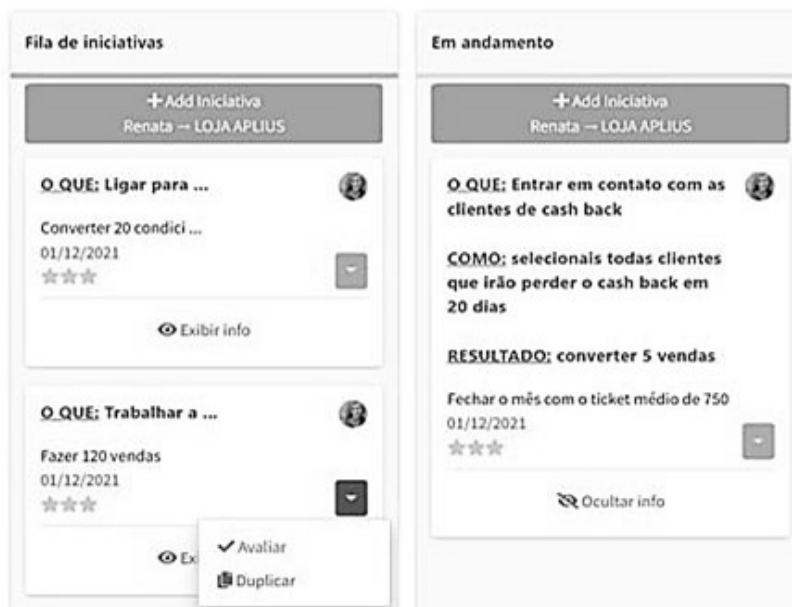 Fila de iniciativas
+ Add Iniciativa
Renata → LOJA APLIUS
O QUE: Ligar para ...
Converter 20 condici ...
01/12/2021
Exibir info
O QUE: Trabalhar a ...
Fazer 120 vendas
01/12/2021
Exi
Avaliar
Duplicar
Em andamento
+ Add Iniciativa
Renata → LOJA APLIUS
O QUE: Entrar em contato com as
clientes de cash back
COMO: selecionais todas clientes
que irão perder o cash back em
20 dias
RESULTADO: converter 5 vendas
Fechar o mês com o ticket médio de 750
01/12/2021
Ocultar info